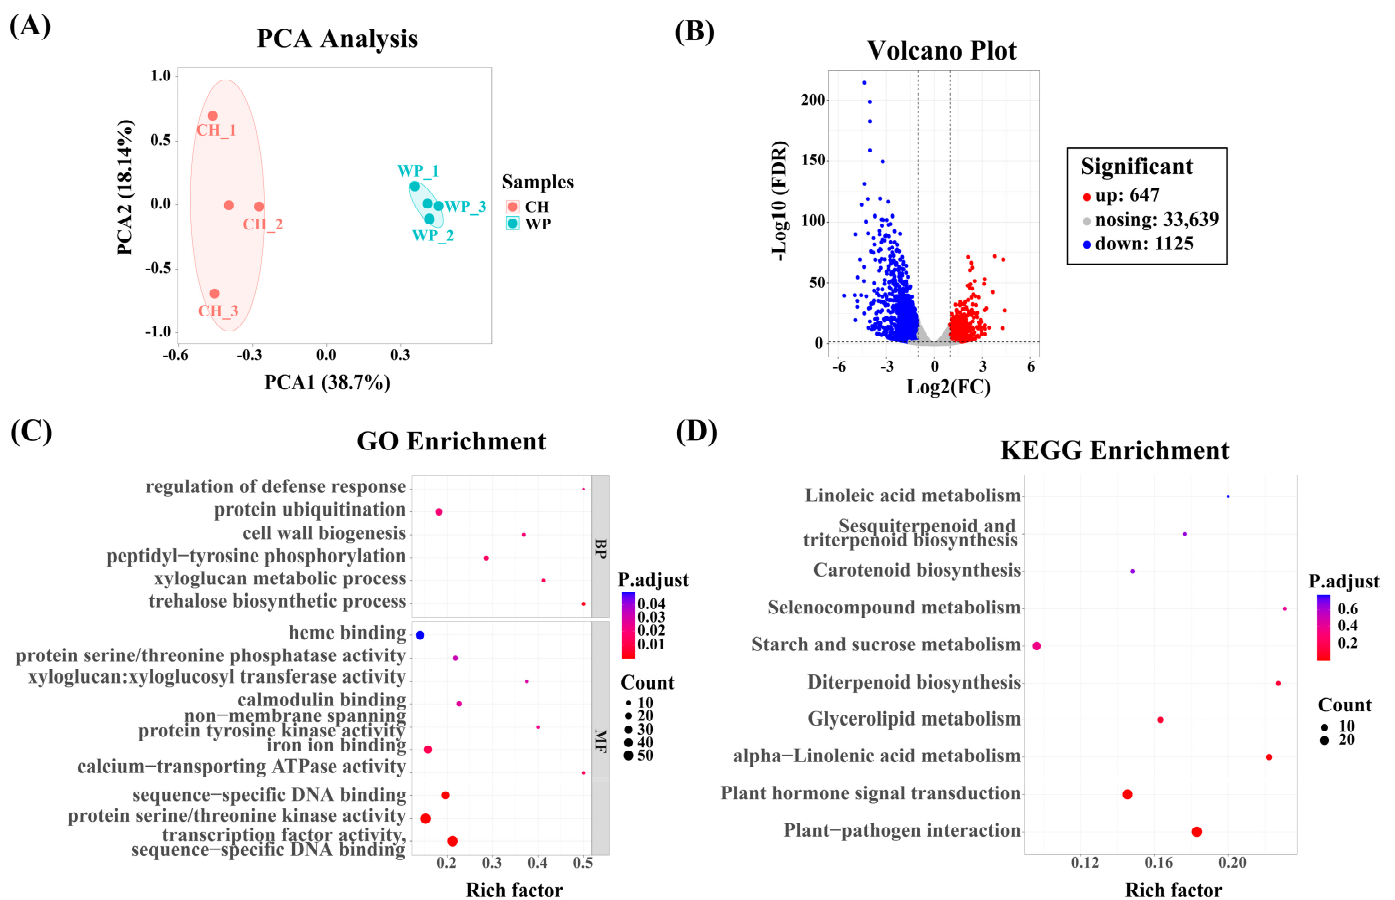 (A)
PCA Analysis
1.0
0.5
0.0
-0.5
-1.0
PCA2 (18.14%)
CH_1
CH_2
CH_3
WP_1
WP_3
WP_2
-0.6
-0.3
0.0
0.3
PCA1 (38.7%)
Samples
CH
WP
(B)
Volcano Plot
200
150
100
50
0
-Log10 (FDR)
-6
-3
0
3
6
Log2(FC)
Significant
up: 647
nosing: 33,639
down: 1125
(C)
GO Enrichment
regulation of defense response
protein ubiquitination
cell wall biogenesis
peptidyl−tyrosine phosphorylation
xyloglucan metabolic process
trehalose biosynthetic process
BP
heme binding
protein serine/threonine phosphatase activity
xyloglucan:xyloglucosyl transferase activity
calmodulin binding
non−membrane spanning
protein tyrosine kinase activity
iron ion binding
calcium−transporting ATPase activity
sequence−specific DNA binding
protein serine/threonine kinase activity
transcription factor activity,
sequence−specific DNA binding
MF
0.2
0.3
0.4
0.5
Rich factor
P.adjust
0.04
0.03
0.02
0.01
Count
10
20
30
40
50
(D)
KEGG Enrichment
Linoleic acid metabolism
Sesquiterpenoid and
triterpenoid biosynthesis
Carotenoid biosynthesis
Selenocompound metabolism
Starch and sucrose metabolism
Diterpenoid biosynthesis
Glycerolipid metabolism
alpha−Linolenic acid metabolism
Plant hormone signal transduction
Plant−pathogen interaction
0.12
0.16
0.20
Rich factor
P.adjust
0.6
0.4
0.2
Count
10
20